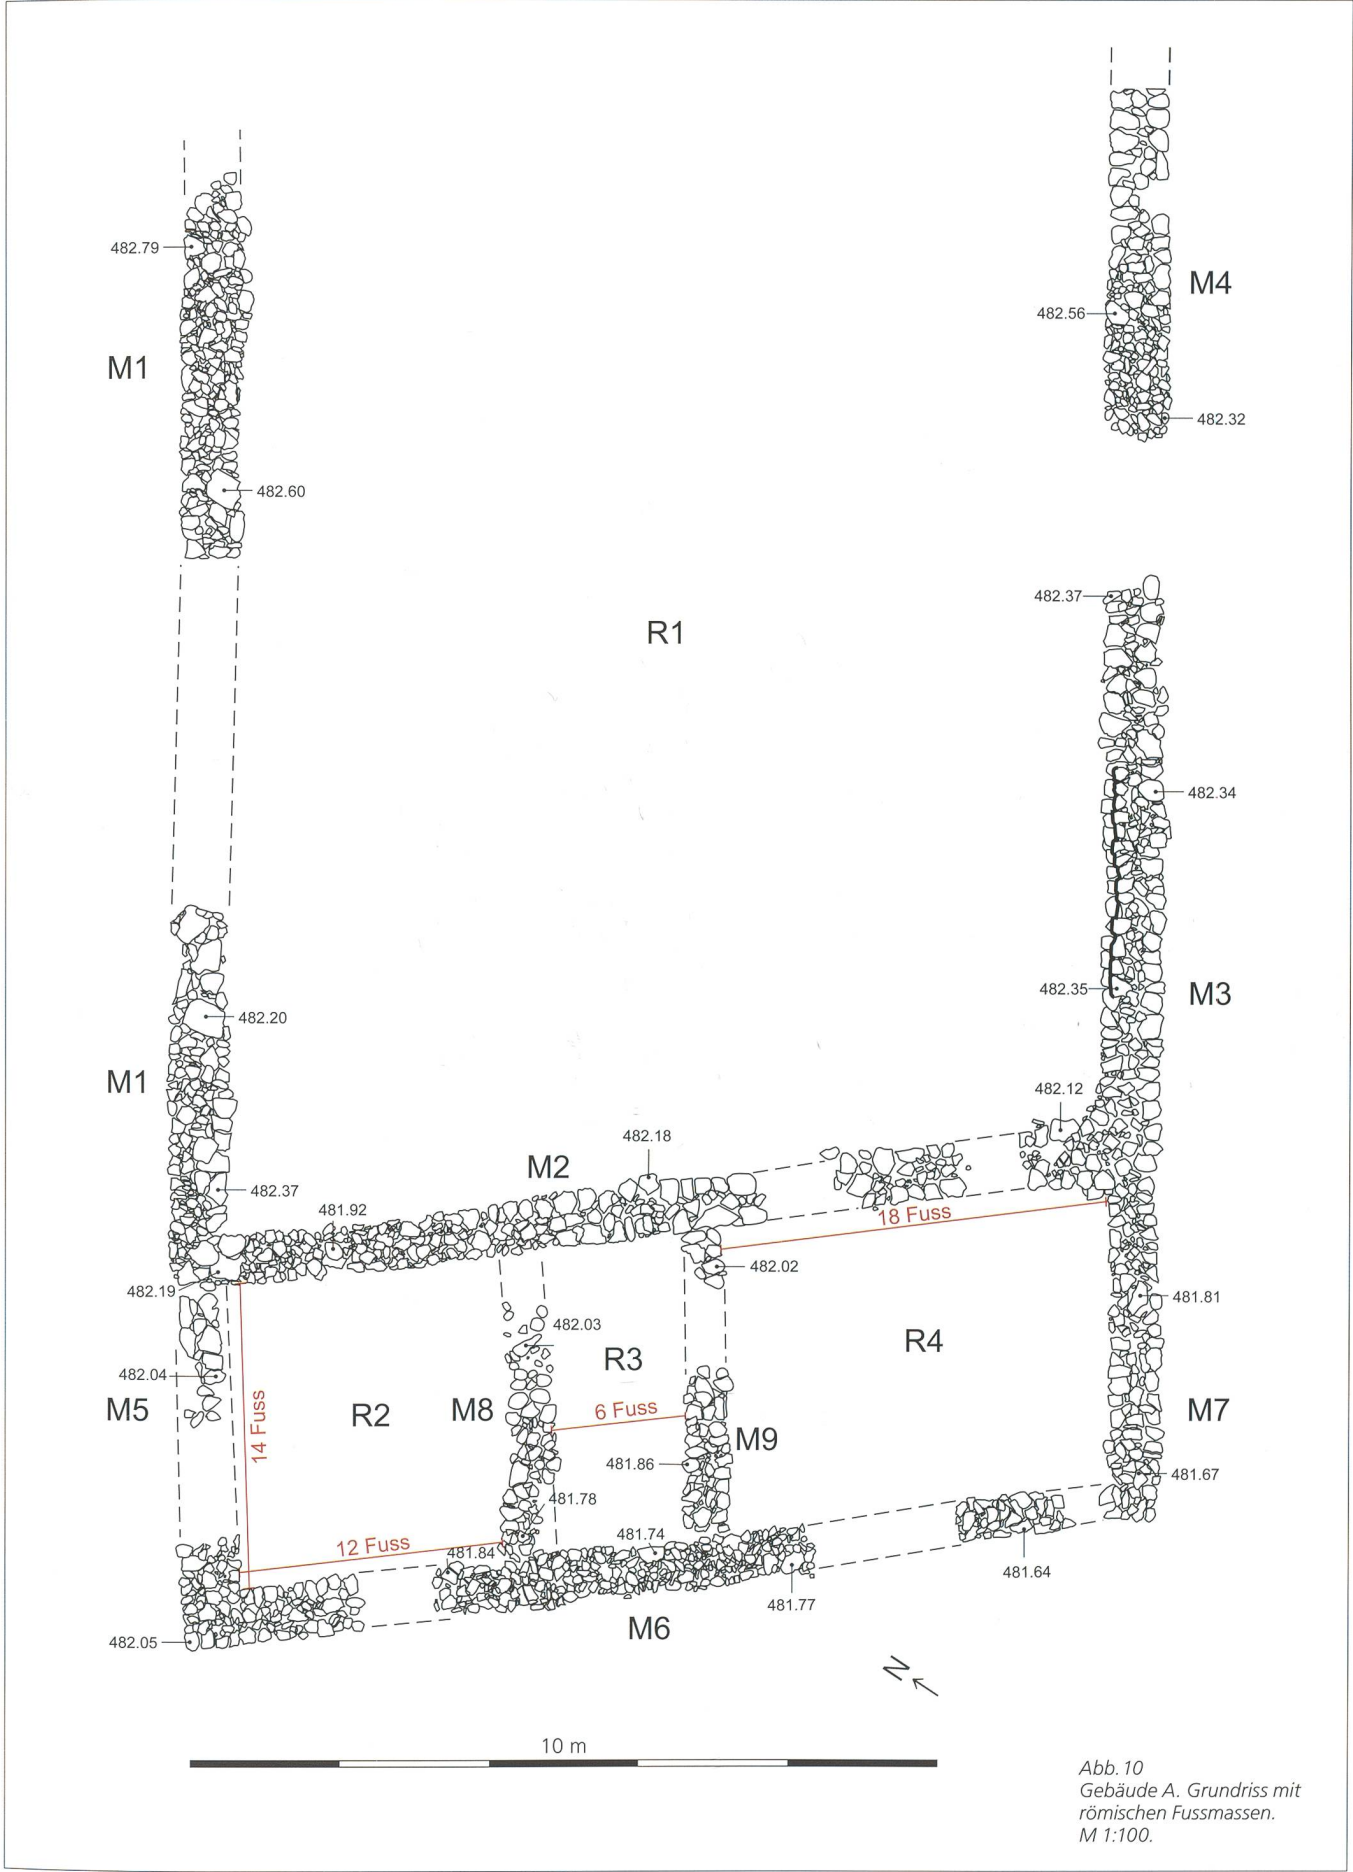 482.79
M4
482.56
M1
482.32
482.60
482.37
R1
482.34
482.35
M3
482.20
M1
482.12
482.18
M2
482.37
481.92
18 Fuss
482.02
482.19
481.81
482.03
R4
R3
482.04
14 Fuss
M5
R2
M8
6 Fuss
M7
M9
481.86
481.67
481.78
481.74
12 Fuss
481.84
481.64
481.77
M6
482.05
N
10 m
Abb. 10
Gebäude A. Grundriss mit
römischen Fussmassen.
M 1:100.